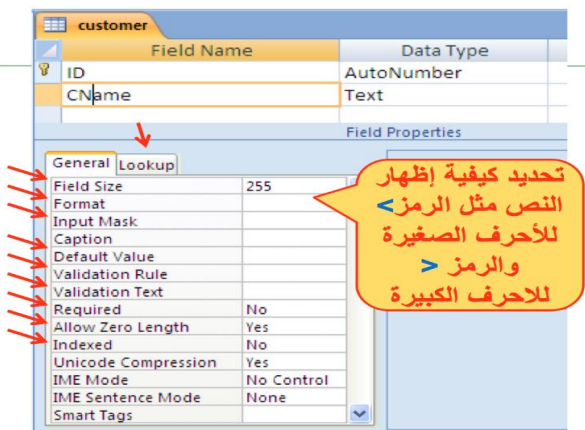 customer
Field Name	Data Type
ID	AutoNumber
CName	Text
Field Properties
General	Lookup
Field Size	255
Format
Input Mask
Caption
Default Value
Validation Rule
Validation Text
Required	No
Allow Zero Length	Yes
Indexed	No
Unicode Compression	Yes
IME Mode	No Control
IME Sentence Mode	None
Smart Tags
تحديد كيفية إظهار
النص مثل الرمز<
للأحرف الصغيرة
والرمز >
للاحرف الكبيرة